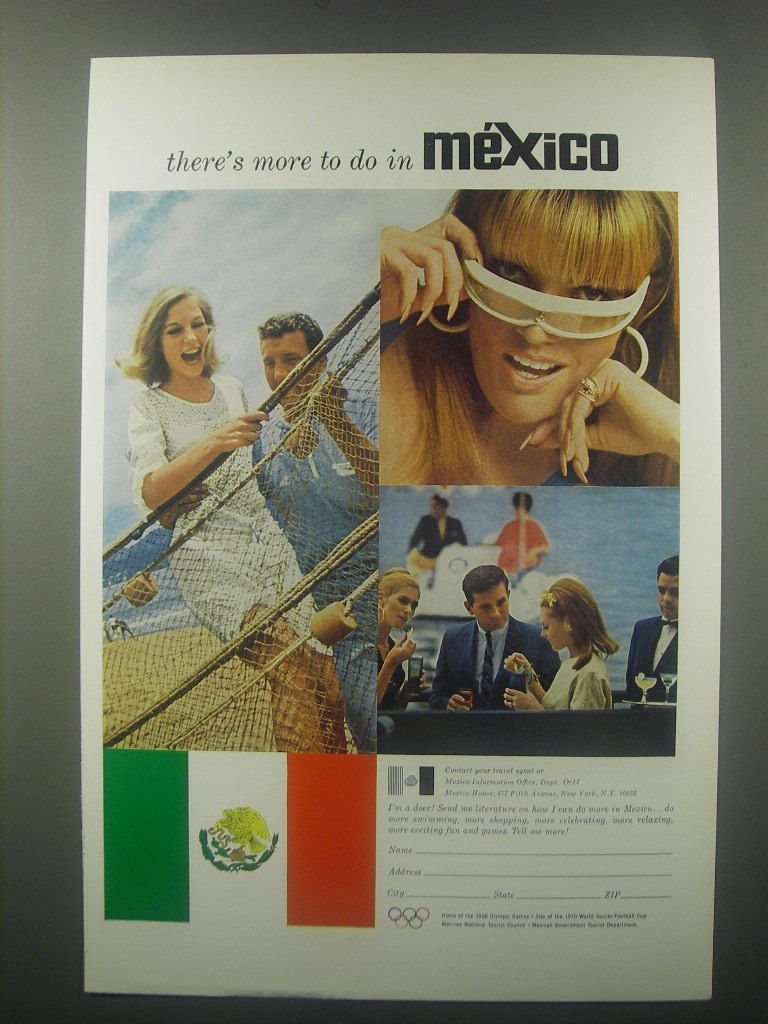 there's more to do in méxico
Contact your travel agent or
Mexico Information Office, Dept. O-11
Mexico House, 677 Fifth Avenue, New York, N.Y. 10022
I'm a doer! Send me literature on how I can do more in Mexico...do
more swimming, more shopping, more celebrating, more relaxing,
more exciting fun and games. Tell me more!
Name
Address
City State ZIP
Home of the 1968 Olympic Games • Site of the 1970 World Soccer-Football Cup
Mexican National Tourist Council • Mexican Government Tourist Department